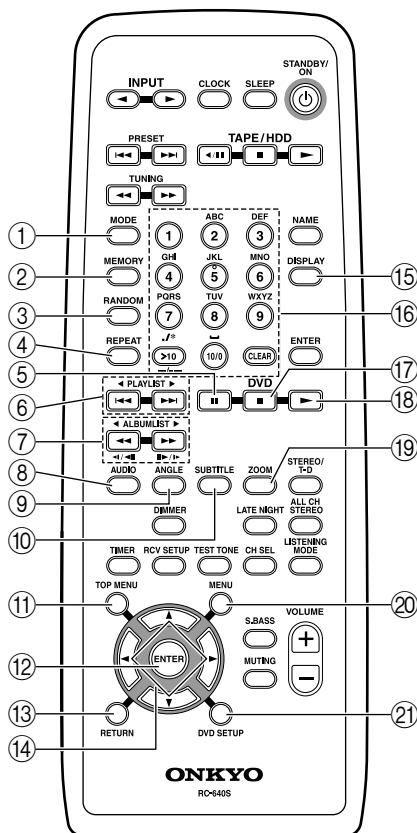 STANDBY/
ON
INPUT CLOCK SLEEP
PRESET TAPE/HDD
TUNING
MODE ABC DEF NAME
① 1 2 3
MEMORY GHI JKL MNO DISPLAY
② 4 5 6 ⑮
RANDOM PQRS TUV WXYZ
③ 7 8 9 ⑯
REPEAT ENTER
④ >10 10/0 CLEAR
⑤ -/-- DVD ⑰
PLAYLIST
⑥ ⑱
ALBUMLIST
⑦ ⑲
AUDIO ANGLE SUBTITLE ZOOM STEREO/
T-D
⑧
⑨ DIMMER LATE NIGHT ALL CH
STEREO
⑩
TIMER RCV SETUP TEST TONE CH SEL LISTENING
MODE
⑪ TOP MENU MENU ⑳
S.BASS VOLUME
+
⑫ ENTER
MUTING
−
⑬ ㉑
⑭ RETURN DVD SETUP
ONKYO
RC-640S